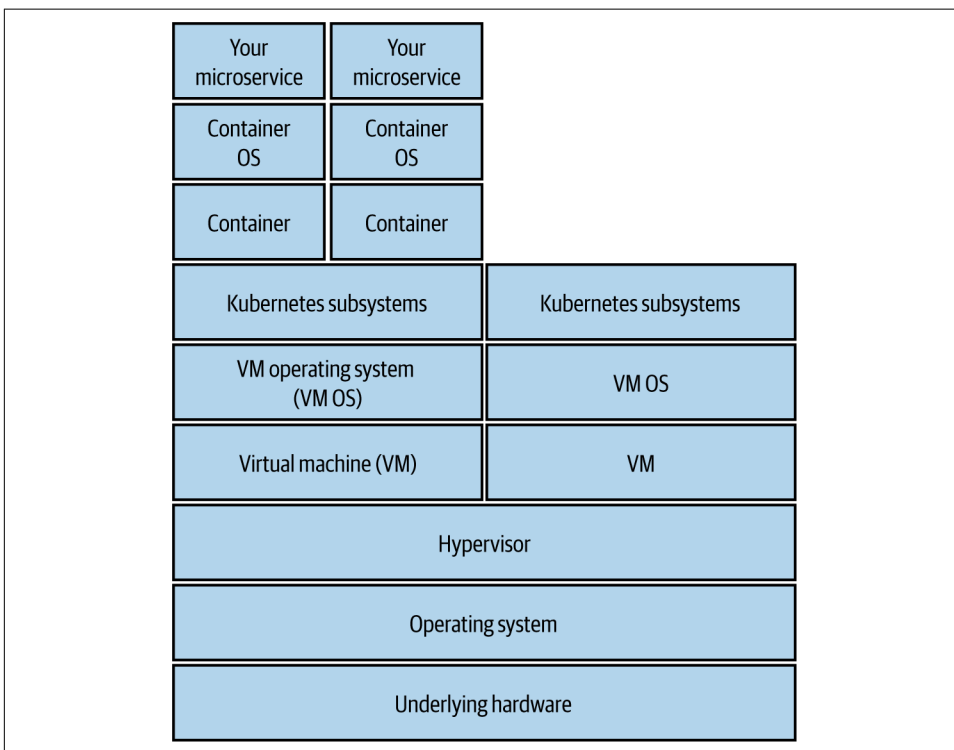 Your
microservice
Your
microservice
Container
OS
Container
OS
Container
Container
Kubernetes subsystems
Kubernetes subsystems
VM operating system
(VM OS)
VM OS
Virtual machine (VM)
VM
Hypervisor
Operating system
Underlying hardware